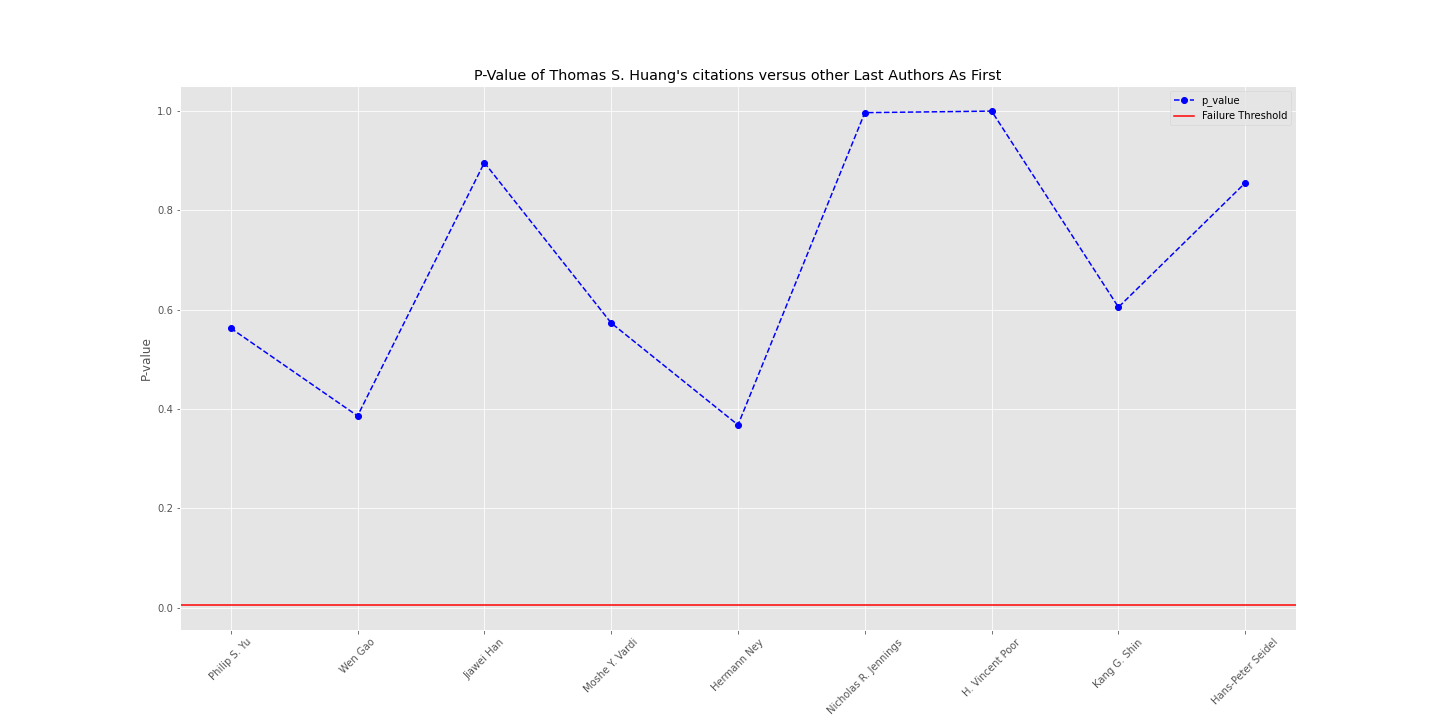 P-Value of Thomas S. Huang's citations versus other Last Authors As First
p_value
Failure Threshold
P-value
1.0
0.8
0.6
0.4
0.2
0.0
Philip S. Yu
Wen Gao
Jiawei Han
Moshe Y. Vardi
Hermann Ney
Nicholas R. Jennings
H. Vincent Poor
Kang G. Shin
Hans-Peter Seidel